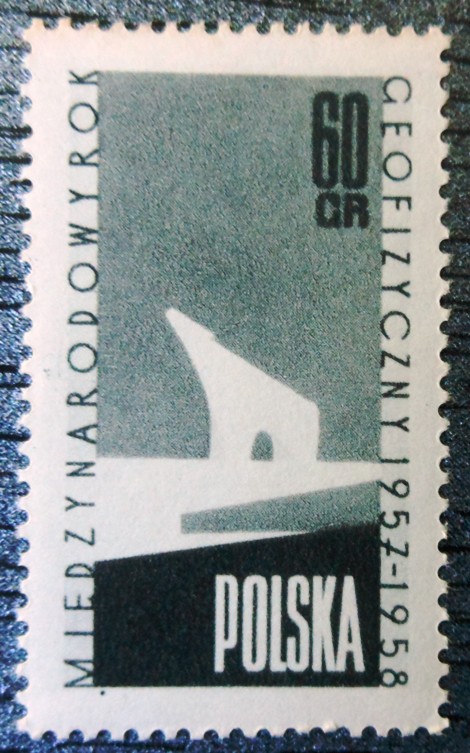 MIĘDZYNARODOWY ROK
GEOFIZYCZNY 1957-1958
60
GR
POLSKA